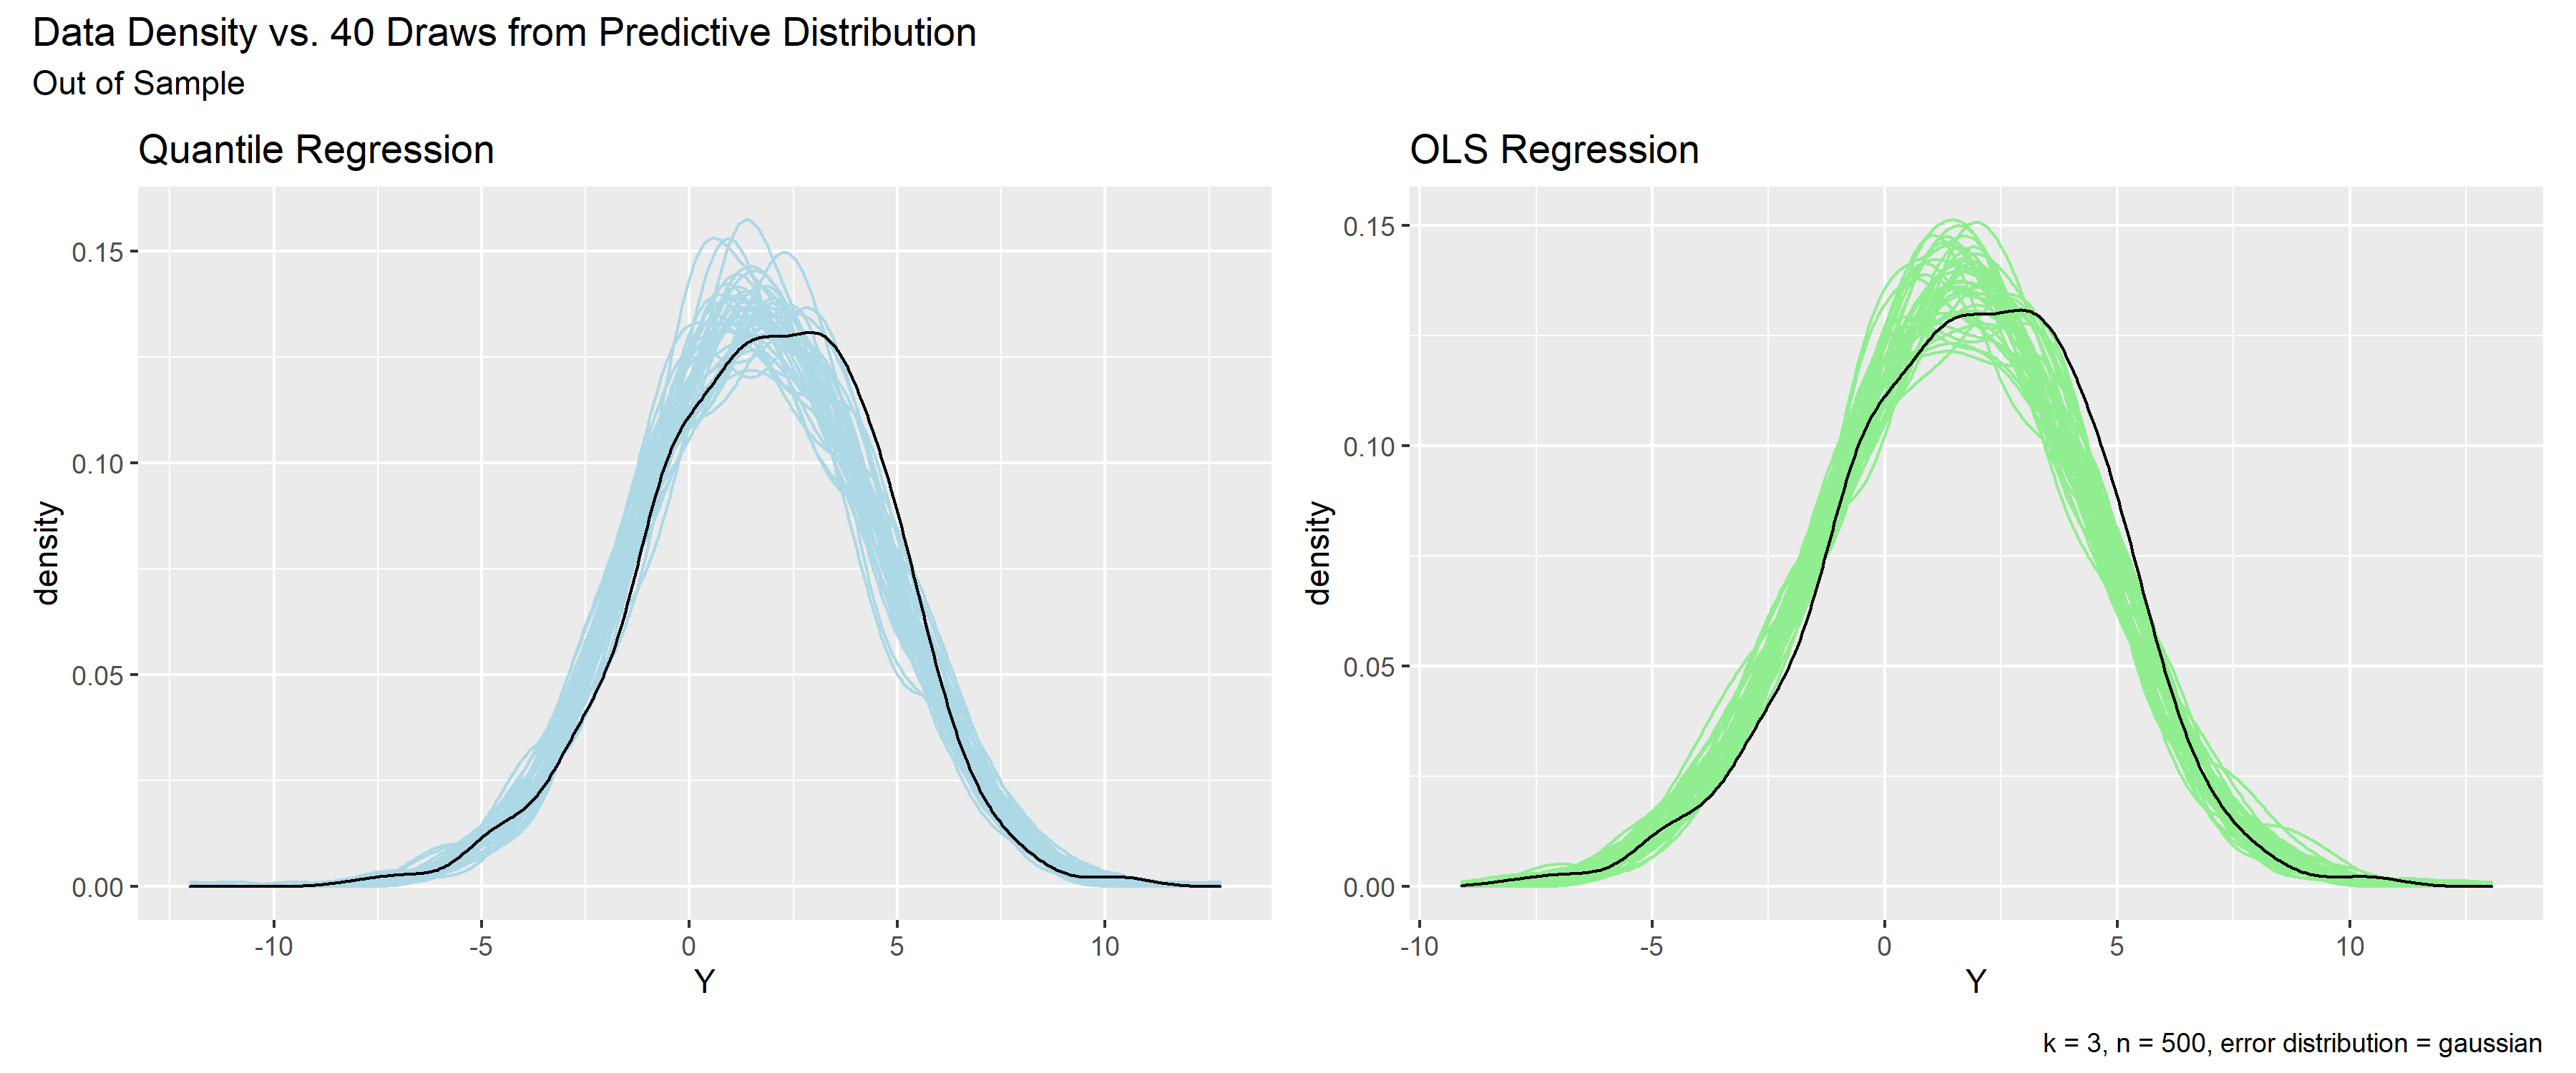 Data Density vs. 40 Draws from Predictive Distribution
Out of Sample
Quantile Regression
0.15
0.10
0.05
0.00
density
-10
-5
0
5
10
Y
OLS Regression
0.15
0.10
0.05
0.00
density
-10
-5
0
5
10
Y
k = 3, n = 500, error distribution = gaussian